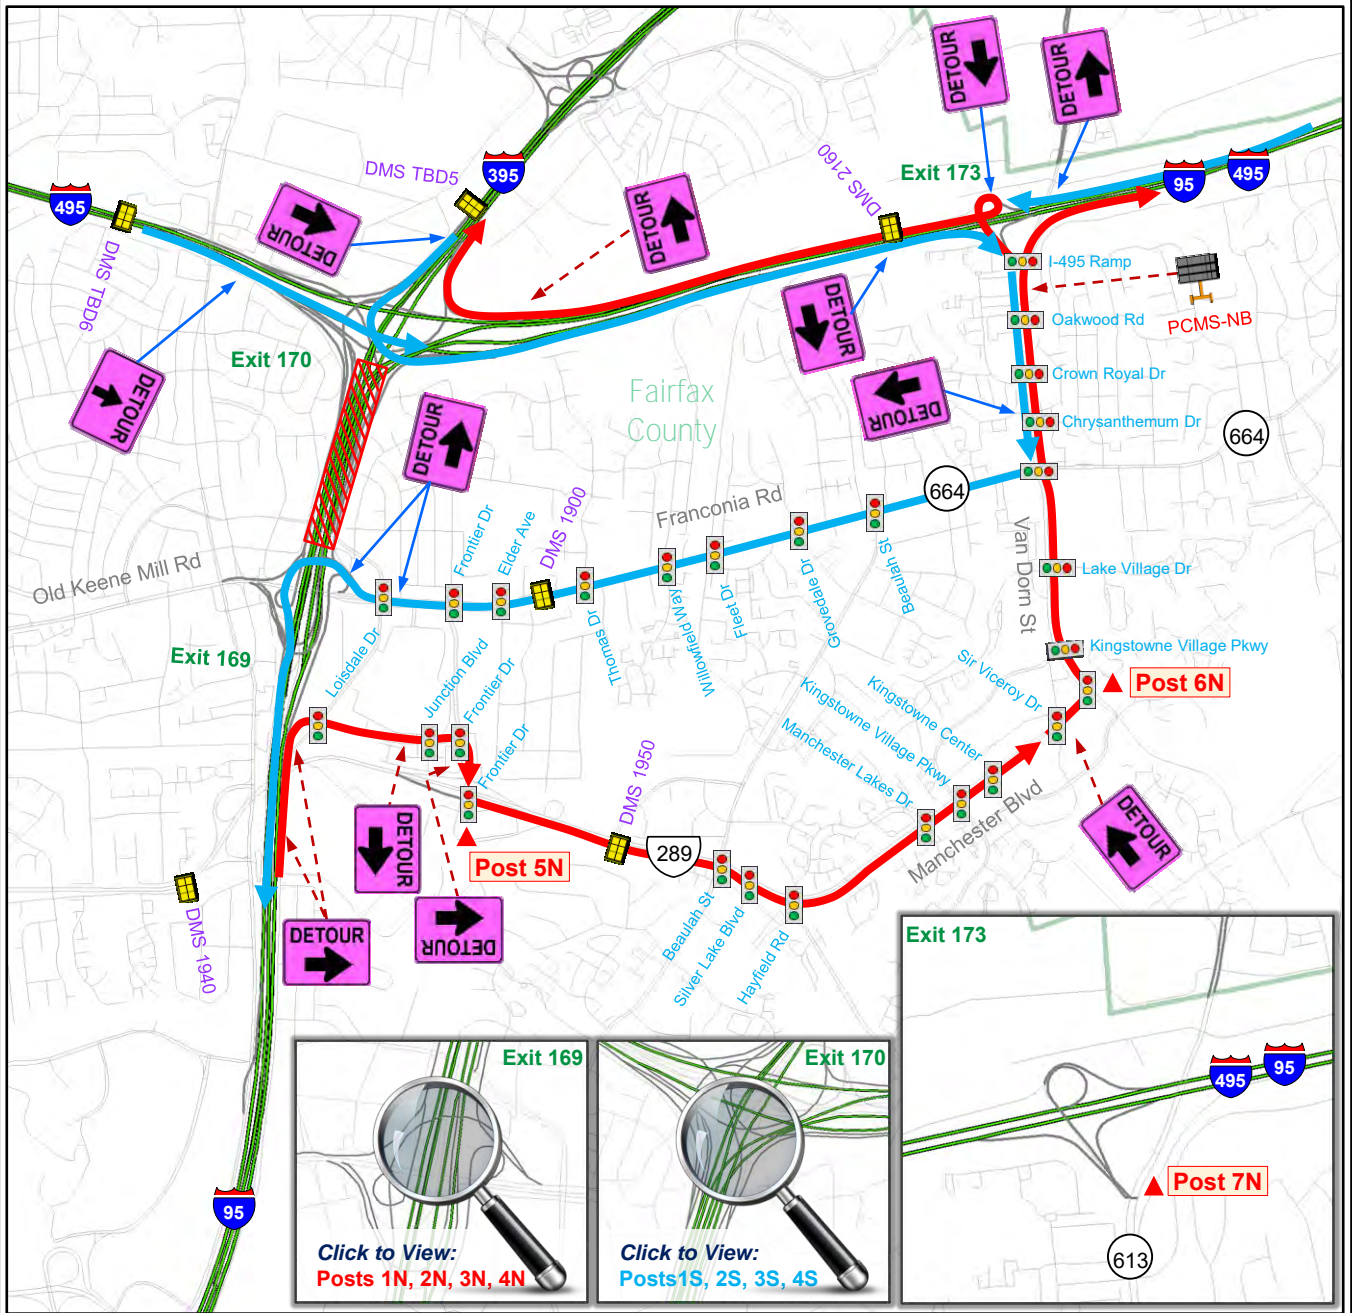 DETOUR
DETOUR
DMS TBD5
395
DMS 2160
Exit 173
95
495
495
DETOUR
DETOUR
DMS TBD6
I-495 Ramp
PCMS-NB
Oakwood Rd
DETOUR
Exit 170
DETOUR
Crown Royal Dr
Fairfax
County
DETOUR
Chrysanthemum Dr
664
DETOUR
664
Franconia Rd
DMS 1900
Frontier Dr
Elder Ave
Old Keene Mill Rd
Van Dorn St
Lake Village Dr
Thomas Dr
Willowfield Way
Fleet Dr
Grovedale Dr
Beaulah St
Exit 169
Loisdale Dr
Junction Blvd
Frontier Dr
Frontier Dr
Kingstowne Village Pkwy
Post 6N
Sir Viceroy Dr
Kingstowne Center
Kingstowne Village Pkwy
Manchester Lakes Dr
Manchester Blvd
DMS 1950
DETOUR
DETOUR
289
Post 5N
DETOUR
DETOUR
DMS 1940
Beaulah St
Silver Lake Blvd
Hayfield Rd
95
Exit 169
Click to View:
Posts 1N, 2N, 3N, 4N
Exit 170
Click to View:
Posts1S, 2S, 3S, 4S
Exit 173
495
95
Post 7N
613